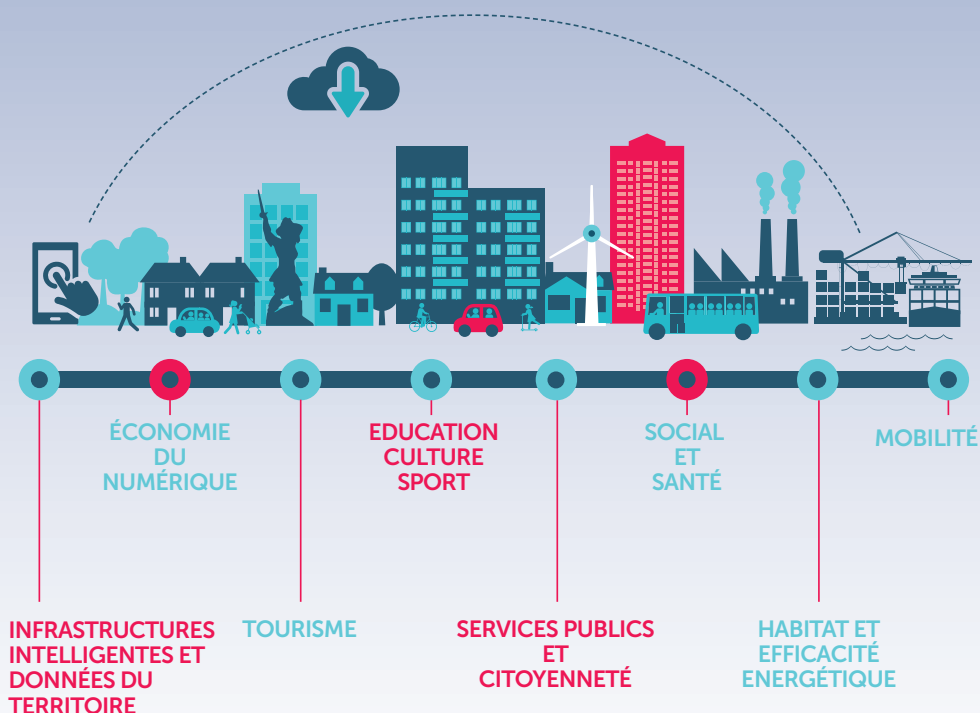 ÉCONOMIE
DU
NUMÉRIQUE
EDUCATION
CULTURE
SPORT
SOCIAL
ET
SANTÉ
MOBILITÉ
INFRASTRUCTURES
INTELLIGENTES ET
DONNÉES DU
TERRITOIRE
TOURISME
SERVICES PUBLICS
ET
CITOYENNETÉ
HABITAT ET
EFFICACITÉ
ENERGÉTIQUE